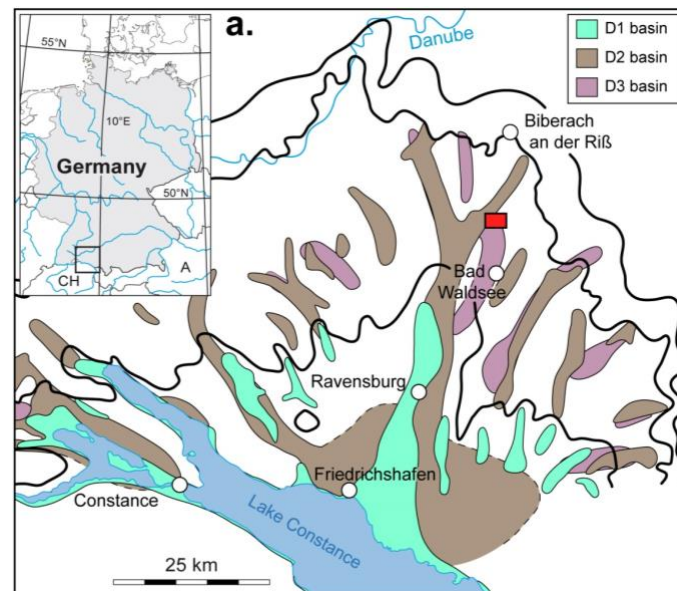 a.
Danube
D1 basin
D2 basin
D3 basin
55°N
10°E
Germany
50°N
CH
A
Biberach
an der Riß
Bad
Waldsee
Ravensburg
Friedrichshafen
Constance
Lake Constance
25 km